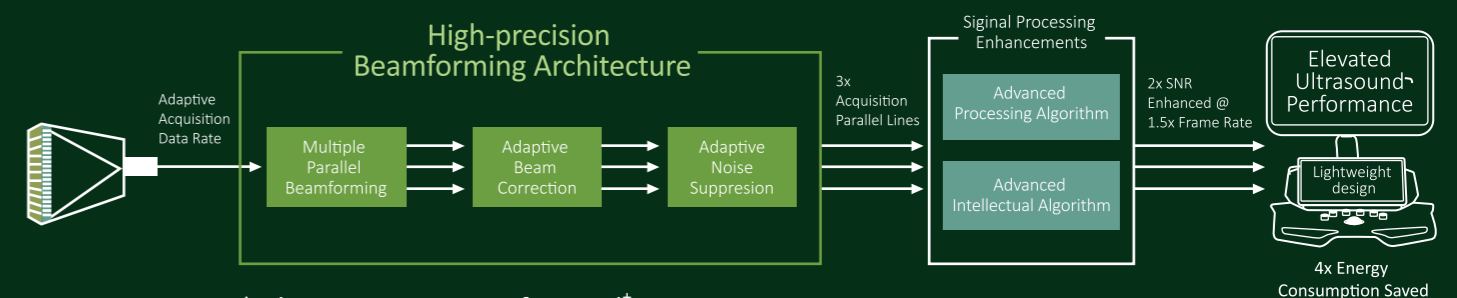 High-precision
Beamforming Architecture
Adaptive
Acquisition
Data Rate
Multiple
Parallel
Beamforming
Adaptive
Beam
Correction
Adaptive
Noise
Suppresion
3x
Acquisition
Parallel Lines
Siginal Processing
Enhancements
Advanced
Processing Algorithm
Advanced
Intellectual Algorithm
2x SNR
Enhanced @
1.5x Frame Rate
Elevated
Ultrasound
Performance
Lightweight
design
4x Energy
Consumption Saved